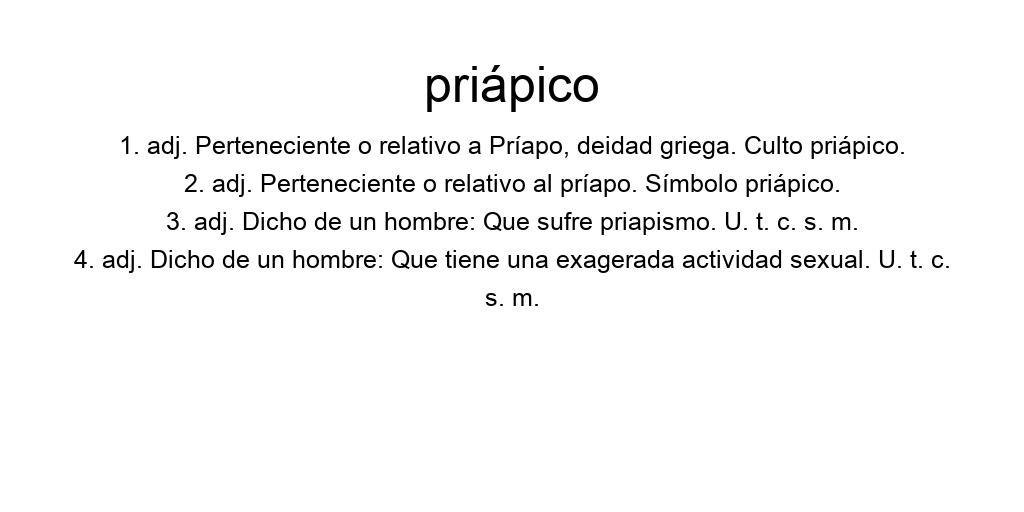 priápico
1. adj. Perteneciente o relativo a Príapo, deidad griega. Culto priápico.
2. adj. Perteneciente o relativo al príapo. Símbolo priápico.
3. adj. Dicho de un hombre: Que sufre priapismo. U. t. c. s. m.
4. adj. Dicho de un hombre: Que tiene una exagerada actividad sexual. U. t. c.
s. m.